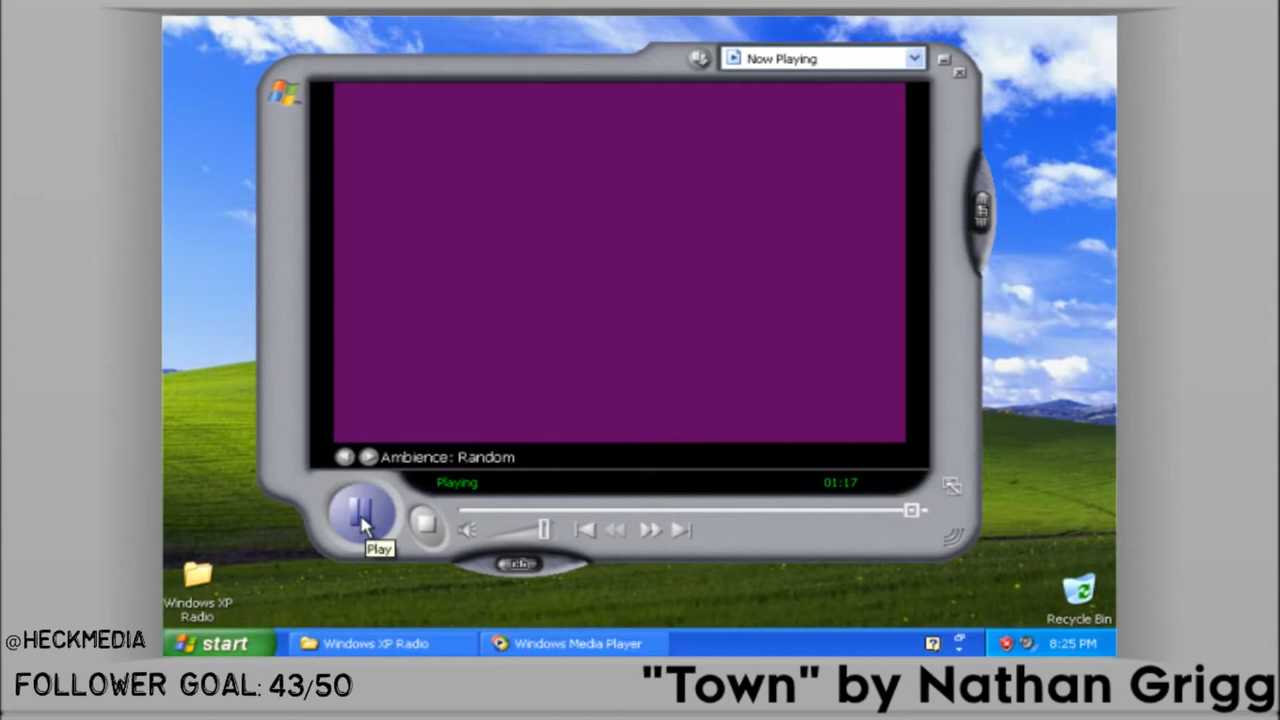 Now Playing
Ambience: Random
Playing
01:17
Play
Windows XP
Radio
Recycle Bin
start
Windows XP Radio
Windows Media Player
8:25 PM
@HECKMEDIA
FOLLOWER GOAL: 43/50
"Town" by Nathan Grigg